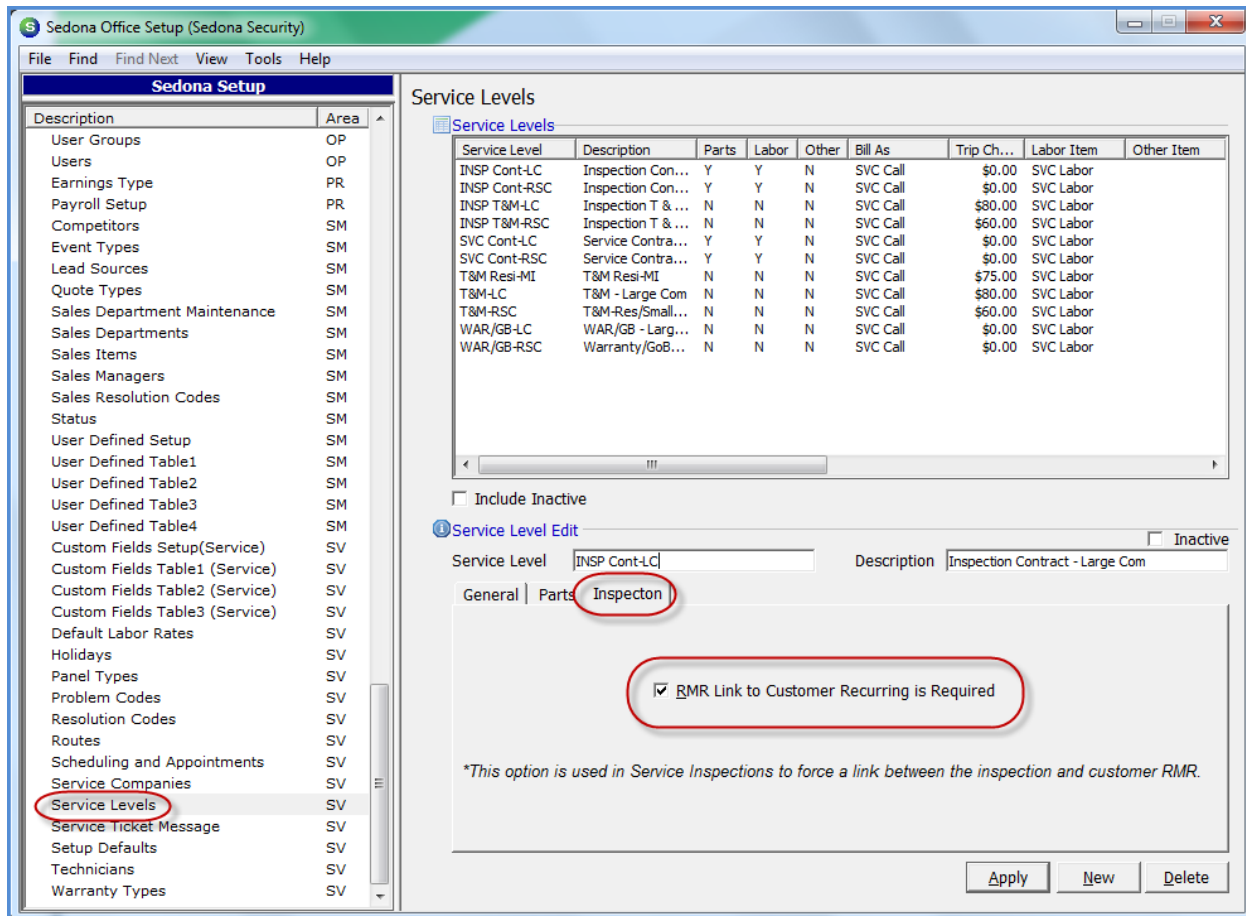 Sedona Office Setup (Sedona Security)
File Find Find Next View Tools Help
Sedona Setup
Description Area
User Groups OP
Users OP
Earnings Type PR
Payroll Setup PR
Competitors SM
Event Types SM
Lead Sources SM
Quote Types SM
Sales Department Maintenance SM
Sales Departments SM
Sales Items SM
Sales Managers SM
Sales Resolution Codes SM
Status SM
User Defined Setup SM
User Defined Table1 SM
User Defined Table2 SM
User Defined Table3 SM
User Defined Table4 SM
Custom Fields Setup(Service) SV
Custom Fields Table1 (Service) SV
Custom Fields Table2 (Service) SV
Custom Fields Table3 (Service) SV
Default Labor Rates SV
Holidays SV
Panel Types SV
Problem Codes SV
Resolution Codes SV
Routes SV
Scheduling and Appointments SV
Service Companies SV
Service Levels SV
Service Ticket Message SV
Setup Defaults SV
Technicians SV
Warranty Types SV
Service Levels
Service Levels
Service Level Description Parts Labor Other Bill As Trip Ch... Labor Item Other Item
INSP Cont-LC Inspection Con... Y Y N SVC Call $0.00 SVC Labor
INSP Cont-RSC Inspection Con... Y Y N SVC Call $0.00 SVC Labor
INSP T&M-LC Inspection T & ... N N N SVC Call $80.00 SVC Labor
INSP T&M-RSC Inspection T & ... N N N SVC Call $60.00 SVC Labor
SVC Cont-LC Service Contra... Y Y N SVC Call $0.00 SVC Labor
SVC Cont-RSC Service Contra... Y Y N SVC Call $0.00 SVC Labor
T&M Resi-MI T&M Resi-MI N N N SVC Call $75.00 SVC Labor
T&M-LC T&M - Large Com N N N SVC Call $80.00 SVC Labor
T&M-RSC T&M-Res/Small... N N N SVC Call $60.00 SVC Labor
WAR/GB-LC WAR/GB - Larg... N N N SVC Call $0.00 SVC Labor
WAR/GB-RSC Warranty/GoB... N N N SVC Call $0.00 SVC Labor
Include Inactive
Service Level Edit
Inactive
Service Level INSP Cont-LC Description Inspection Contract - Large Com
General Parts Inspecton
RMR Link to Customer Recurring is Required
*This option is used in Service Inspections to force a link between the inspection and customer RMR.
Apply New Delete